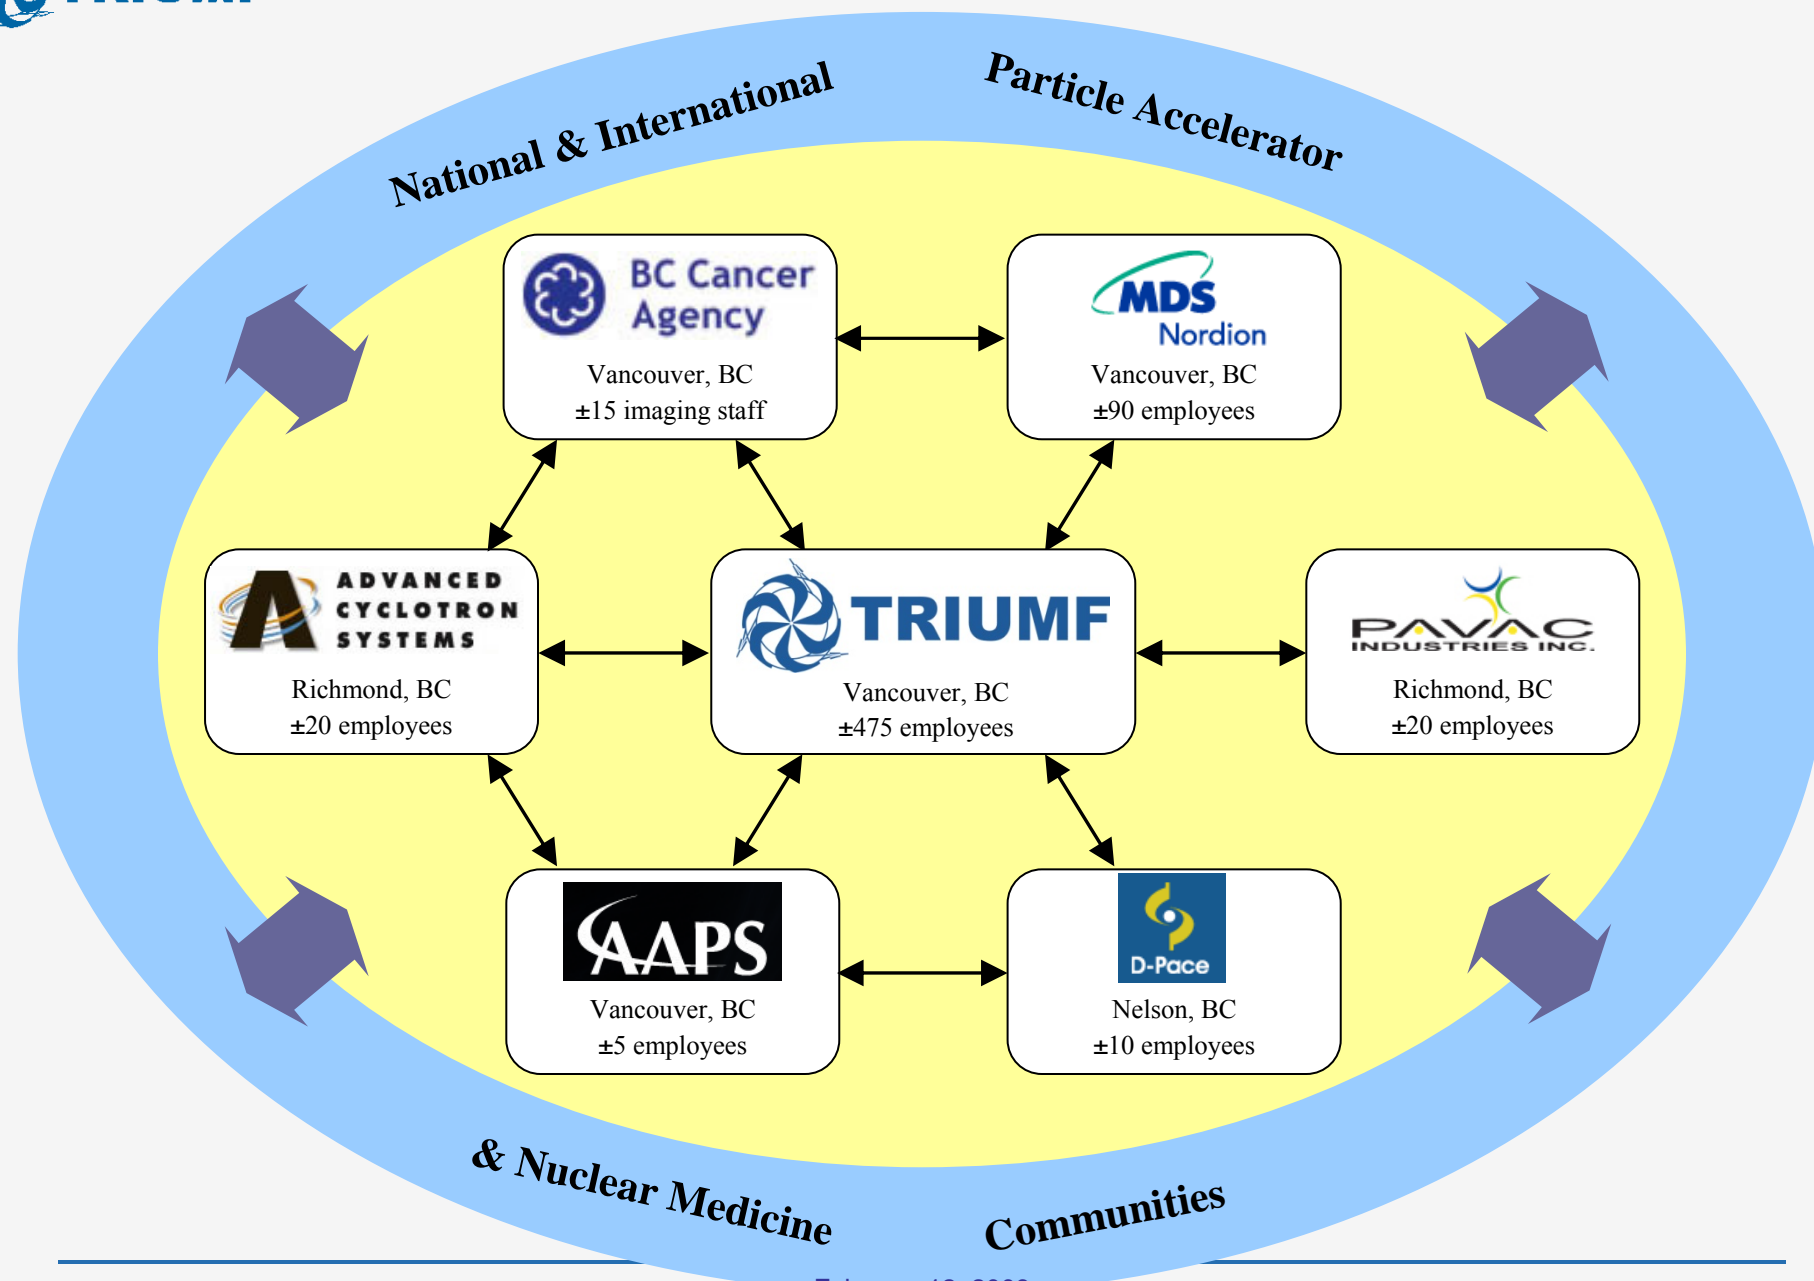 TRIUMF
National & International
Particle Accelerator
BC Cancer
Agency
Vancouver, BC
±15 imaging staff
MDS
Nordion
Vancouver, BC
±90 employees
ADVANCED
CYCLOTRON
SYSTEMS
Richmond, BC
±20 employees
TRIUMF
Vancouver, BC
±475 employees
PAVAC
INDUSTRIES INC.
Richmond, BC
±20 employees
AAPS
Vancouver, BC
±5 employees
D-Pace
Nelson, BC
±10 employees
& Nuclear Medicine
Communities